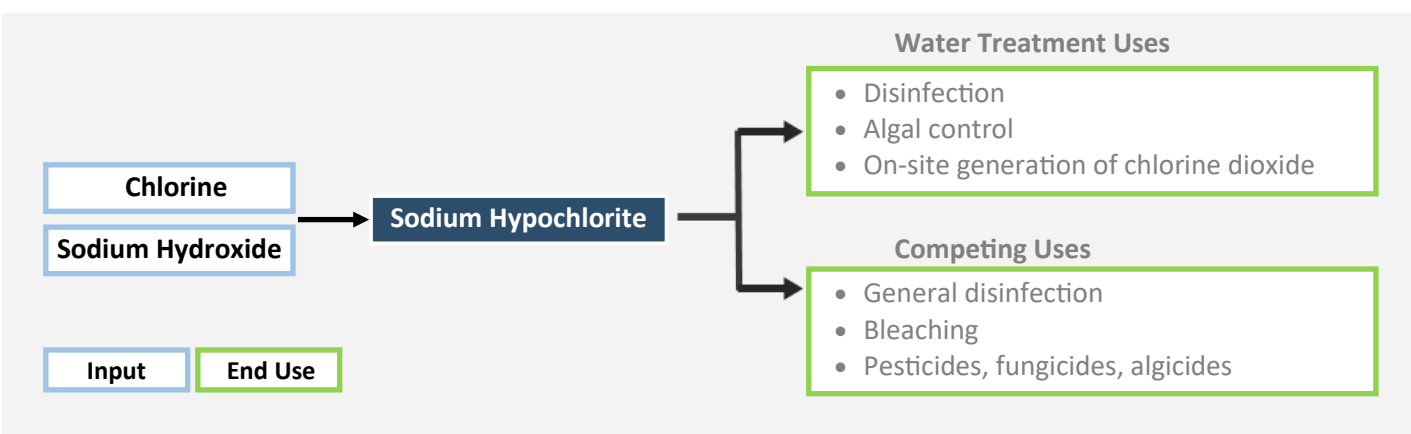 Water Treatment Uses
• Disinfection
• Algal control
• On-site generation of chlorine dioxide
Chlorine
Sodium Hydroxide
Sodium Hypochlorite
Competing Uses
• General disinfection
• Bleaching
• Pesticides, fungicides, algicides
Input
End Use